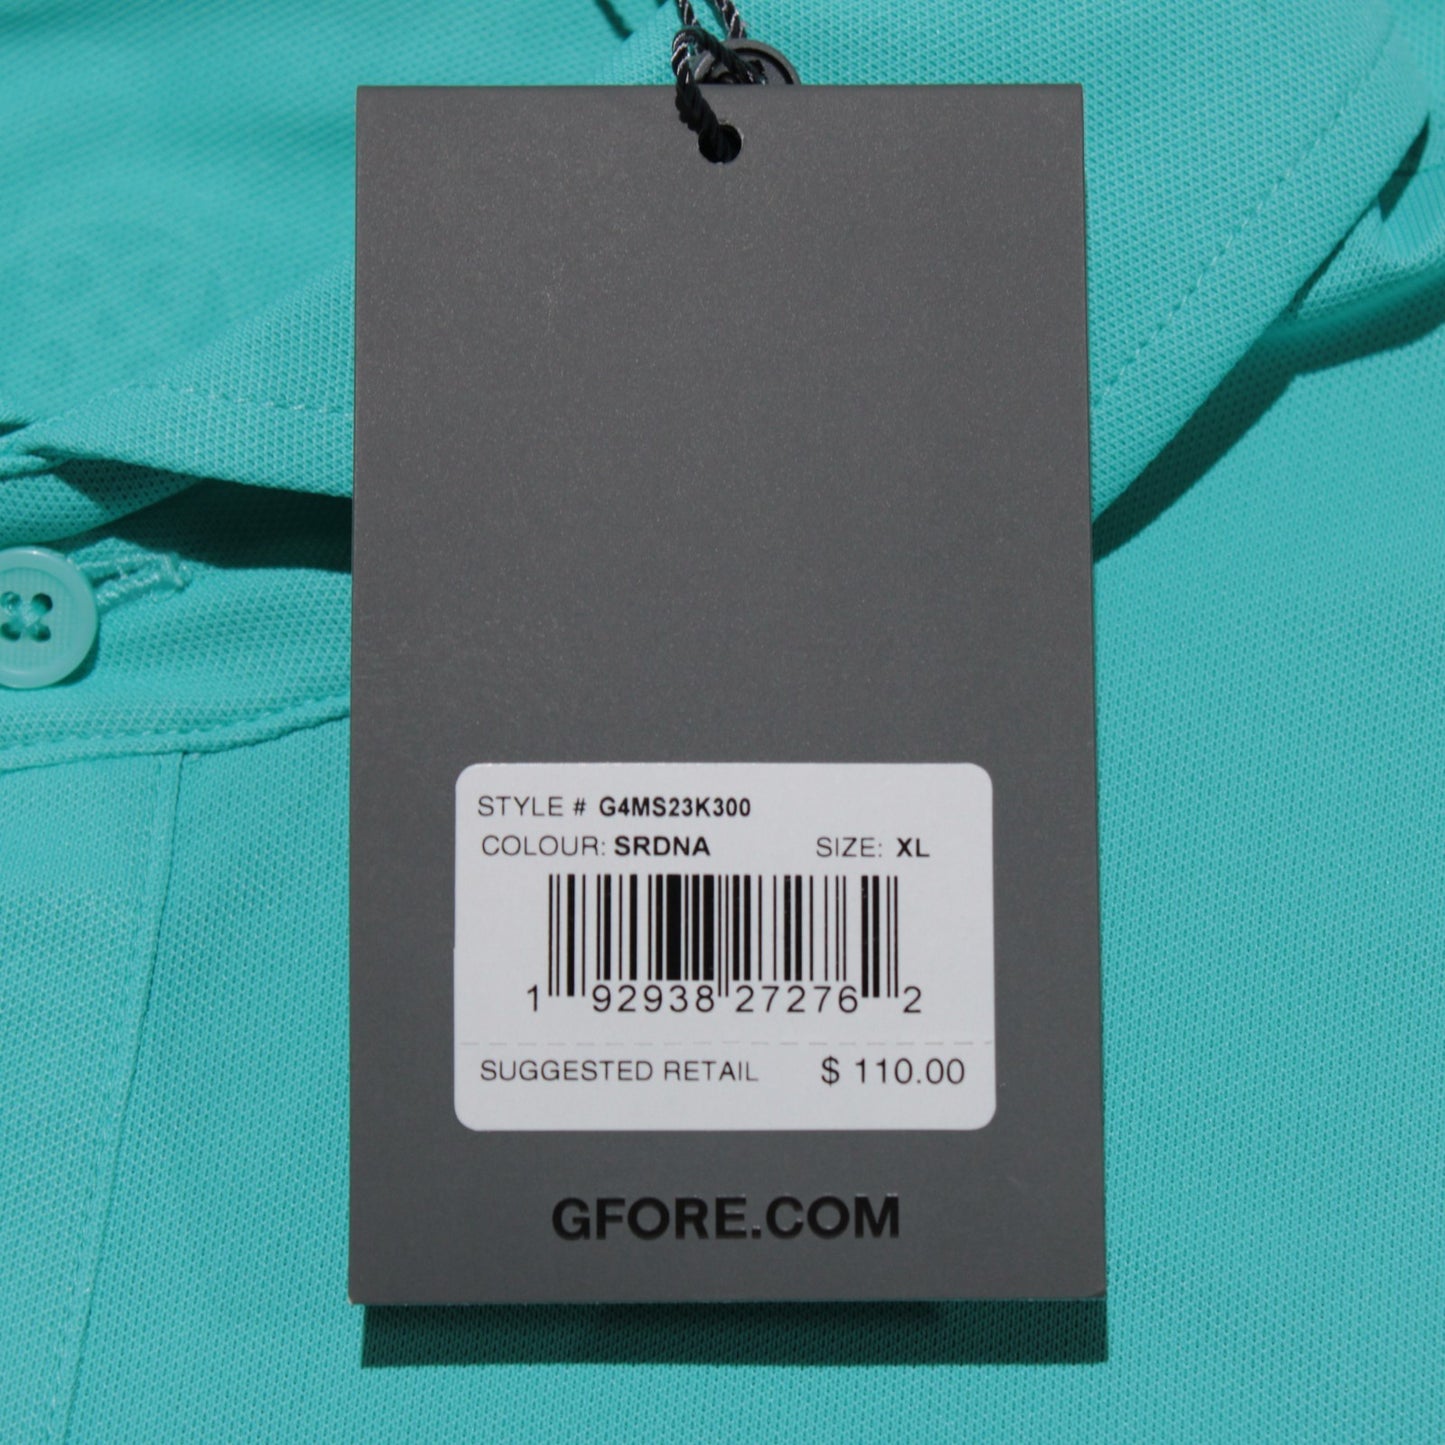 STYLE # G4MS23K300
COLOUR: SRDNA SIZE: XL
1 92938 27276 2
SUGGESTED RETAIL $ 110.00
GFORE.COM